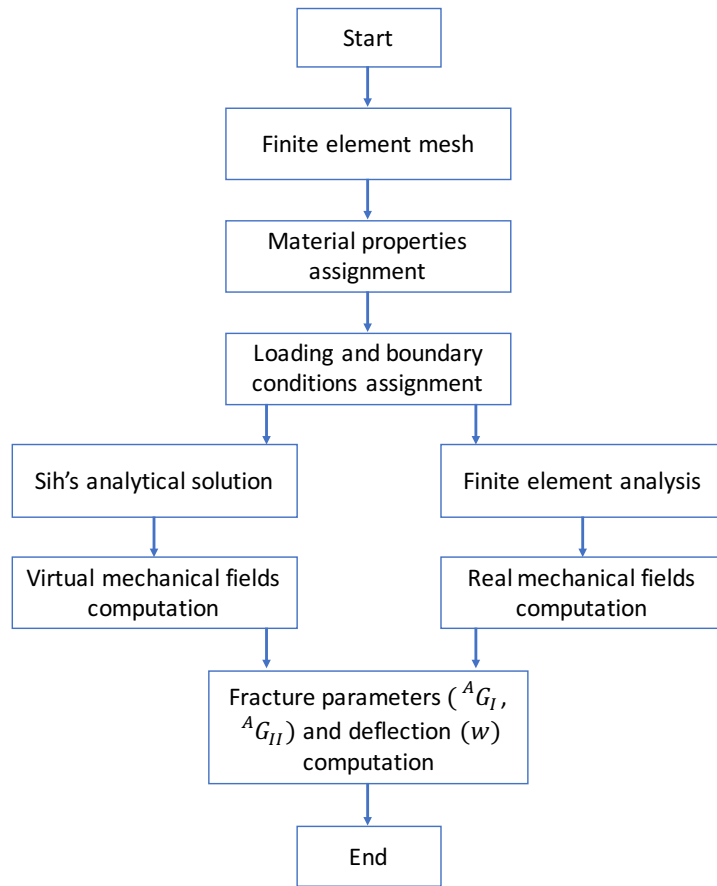 Start
Finite element mesh
Material properties
assignment
Loading and boundary
conditions assignment
Sih's analytical solution
Finite element analysis
Virtual mechanical fields
computation
Real mechanical fields
computation
Fracture parameters (ᴬG_I,
ᴬG_II) and deflection (w)
computation
End